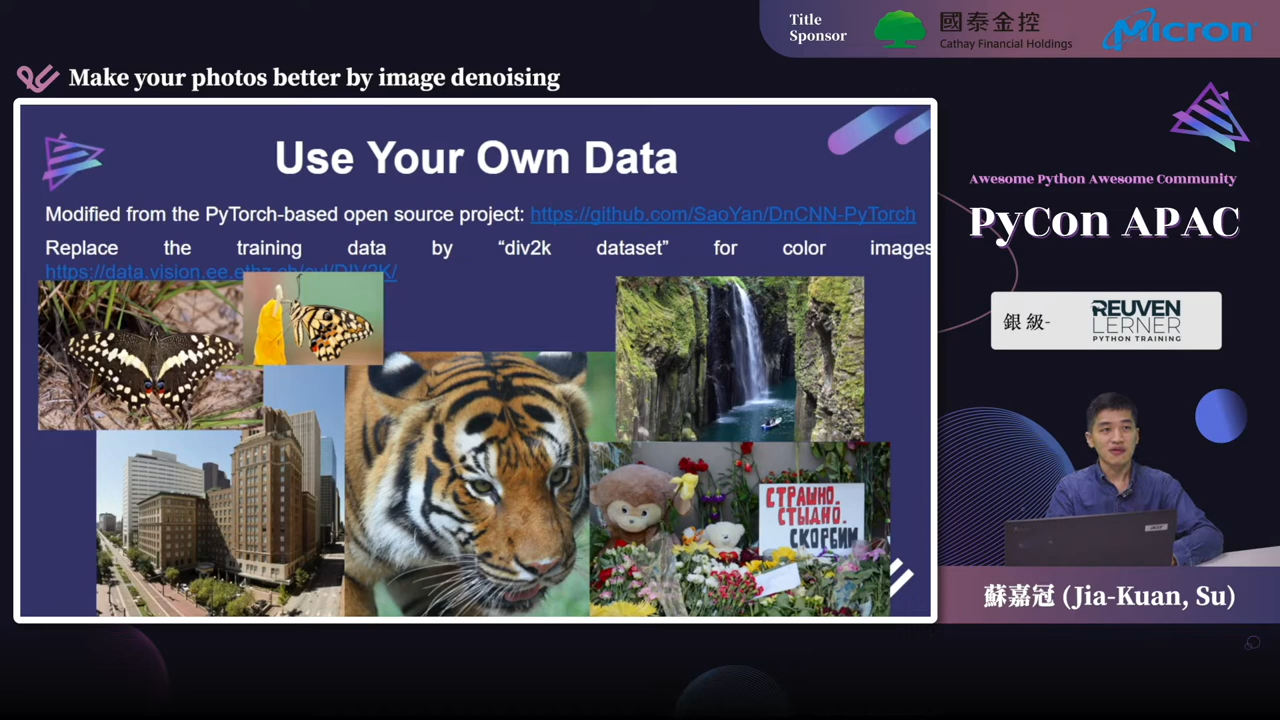 Title
Sponsor
國泰金控
Cathay Financial Holdings
Micron
Make your photos better by image denoising
Use Your Own Data
Modified from the PyTorch-based open source project: https://github.com/SaoYan/DnCNN-PyTorch
Replace the training data by “div2k dataset” for color images
https://data.vision.ee.ethz.ch/cvl/DIV2K/
СТРАШНО.
СТЫДНО.
СКОРБИМ
Awesome Python Awesome Community
PyCon APAC
銀級-
REUVEN
LERNER
PYTHON TRAINING
acer
蘇嘉冠 (Jia-Kuan, Su)